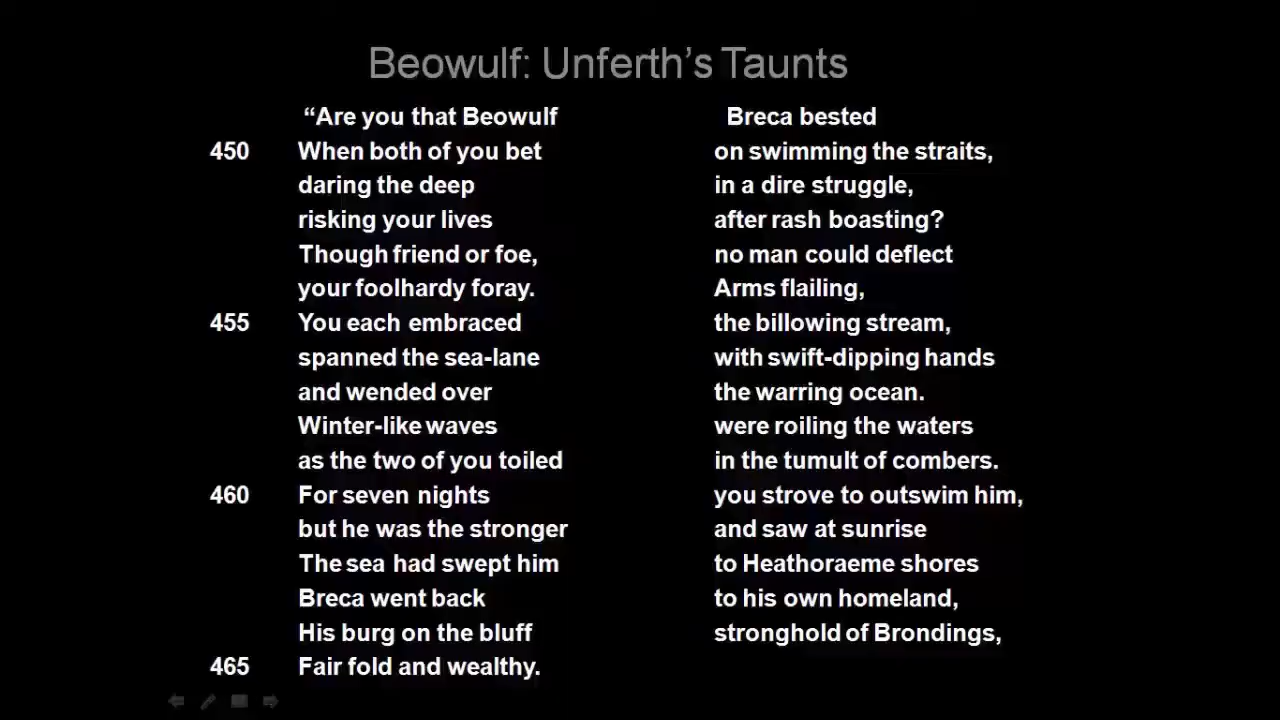 Beowulf: Unferth's Taunts
“Are you that Beowulf Breca bested
450 When both of you bet on swimming the straits,
daring the deep in a dire struggle,
risking your lives after rash boasting?
Though friend or foe, no man could deflect
your foolhardy foray. Arms flailing,
455 You each embraced the billowing stream,
spanned the sea-lane with swift-dipping hands
and wended over the warring ocean.
Winter-like waves were roiling the waters
as the two of you toiled in the tumult of combers.
460 For seven nights you strove to outswim him,
but he was the stronger and saw at sunrise
The sea had swept him to Heathoraeme shores
Breca went back to his own homeland,
His burg on the bluff stronghold of Brondings,
465 Fair fold and wealthy.